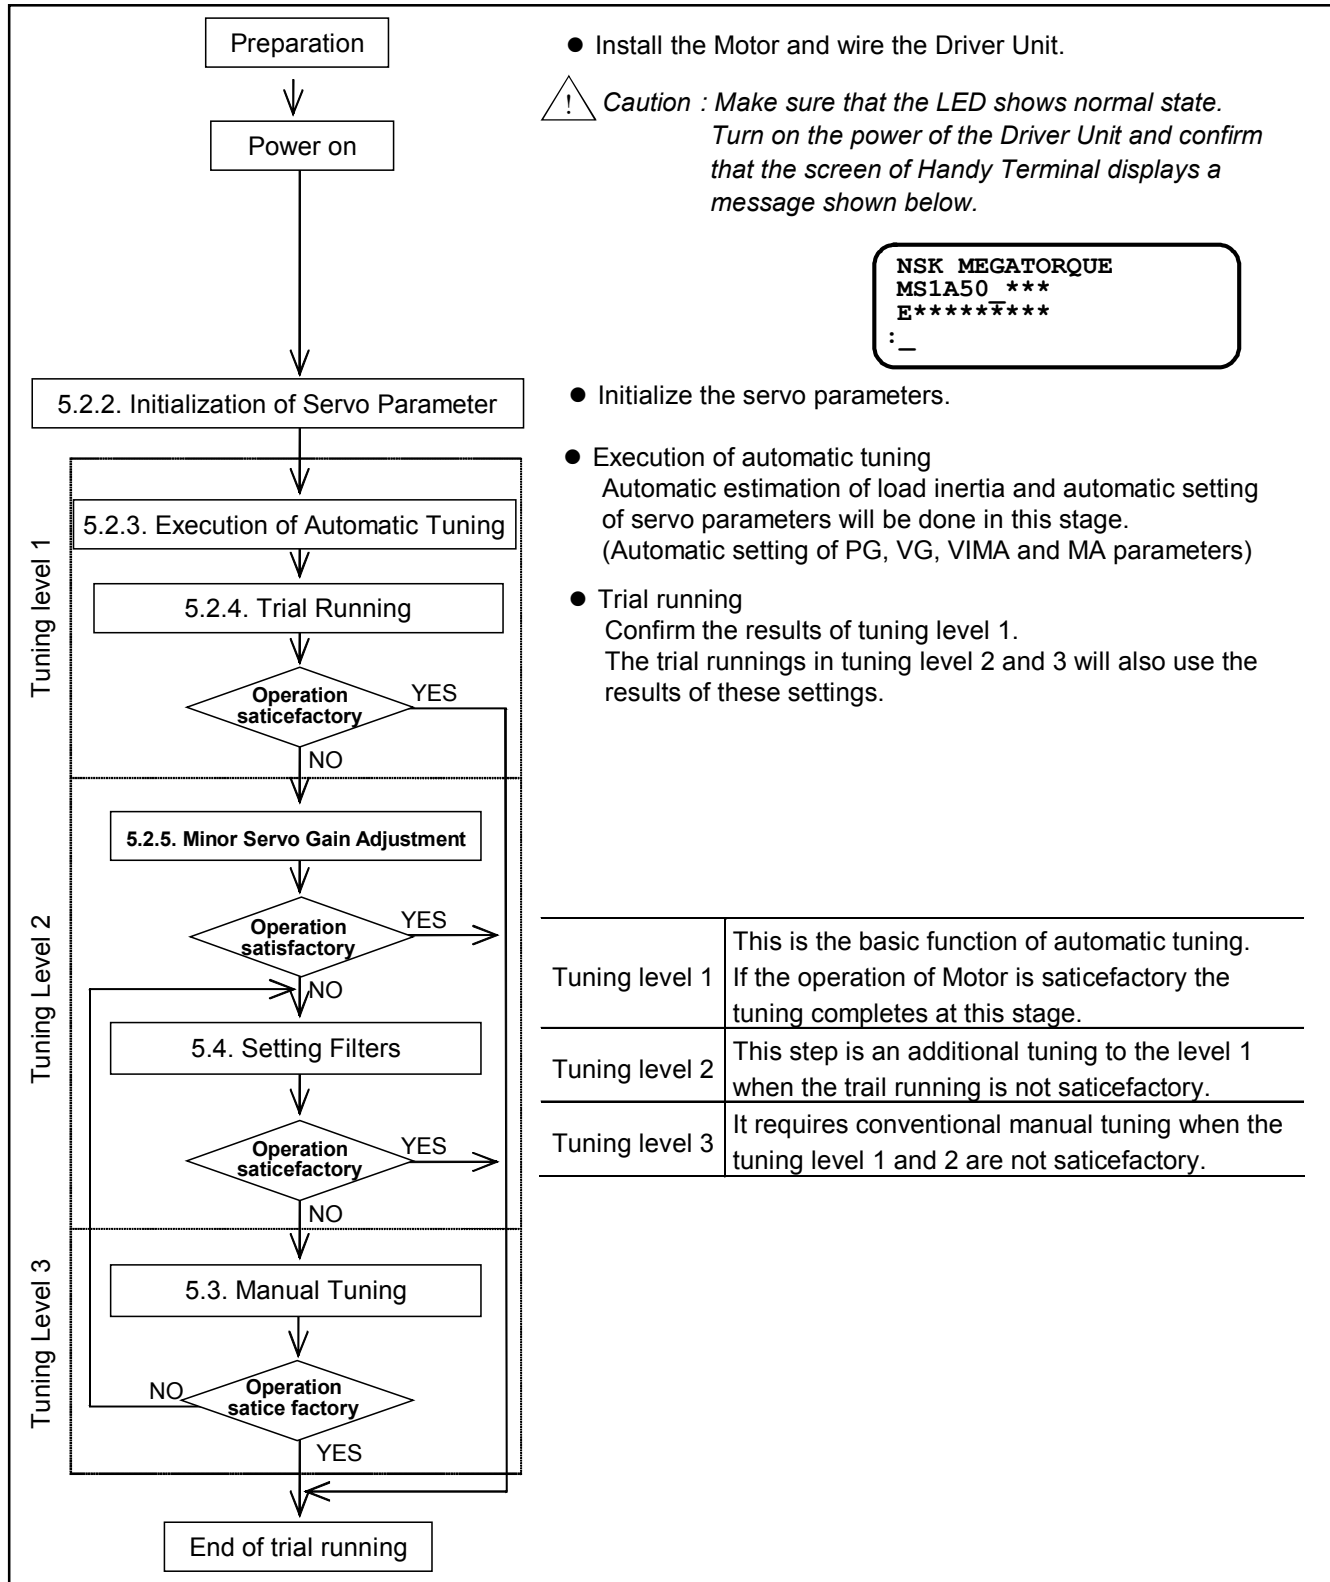 Preparation
● Install the Motor and wire the Driver Unit.
! Caution : Make sure that the LED shows normal state.
Turn on the power of the Driver Unit and confirm
that the screen of Handy Terminal displays a
message shown below.
Power on
NSK MEGATORQUE
MS1A50_***
E*********
:_
5.2.2. Initialization of Servo Parameter
● Initialize the servo parameters.
● Execution of automatic tuning
Automatic estimation of load inertia and automatic setting
of servo parameters will be done in this stage.
(Automatic setting of PG, VG, VIMA and MA parameters)
Tuning level 1
5.2.3. Execution of Automatic Tuning
5.2.4. Trial Running
● Trial running
Confirm the results of tuning level 1.
The trial runnings in tuning level 2 and 3 will also use the
results of these settings.
Operation
saticefactory
YES
NO
Tuning Level 2
5.2.5. Minor Servo Gain Adjustment
Operation
satisfactory
YES
NO
5.4. Setting Filters
Operation
saticefactory
YES
NO
Tuning level 1
This is the basic function of automatic tuning.
If the operation of Motor is saticefactory the
tuning completes at this stage.
Tuning level 2
This step is an additional tuning to the level 1
when the trail running is not saticefactory.
Tuning level 3
It requires conventional manual tuning when the
tuning level 1 and 2 are not saticefactory.
Tuning Level 3
5.3. Manual Tuning
NO
Operation
satice factory
YES
End of trial running